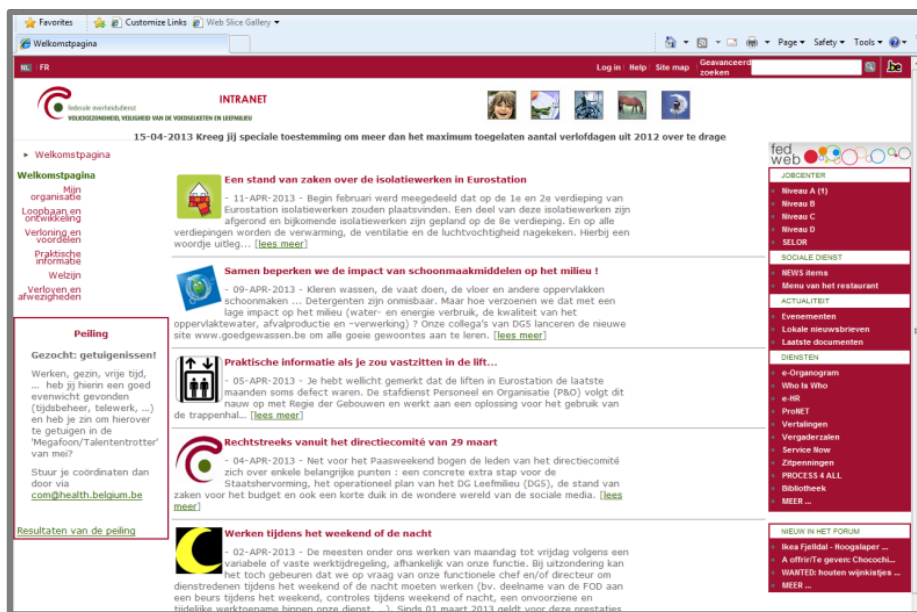 Favorites Customize Links Web Slice Gallery
Welkomstpagina Page Safety Tools
NL FR Log in Help Site map Geavanceerd zoeken .be
federale overheidsdienst
VOLKSGEZONDHEID, VEILIGHEID VAN DE VOEDSELKETEN EN LEEFMILIEU
INTRANET
15-04-2013 Kreeg jij speciale toestemming om meer dan het maximum toegelaten aantal verlofdagen uit 2012 over te drage
Welkomstpagina
Welkomstpagina
Mijn
organisatie
Loopbaan en
ontwikkeling
Verloning en
voordelen
Praktische
informatie
Welzijn
Verloven en
afwezigheden
Peiling
Gezocht: getuigenissen!
Werken, gezin, vrije tijd,
... heb jij hierin een goed
evenwicht gevonden
(tijdsbeheer, telewerk, ...)
en heb je zin om hierover
te getuigen in de
'Megafoon/Talententrotter'
van mei?
Stuur je coördinaten dan
door via
com@health.belgium.be
Resultaten van de peiling
Een stand van zaken over de isolatiewerken in Eurostation
- 11-APR-2013 - Begin februari werd meegedeeld dat op de 1e en 2e verdieping van
Eurostation isolatiewerken zouden plaatsvinden. Een deel van deze isolatiewerken zijn
afgerond en bijkomende isolatiewerken zijn gepland op de 8e verdieping. En op alle
verdiepingen worden de verwarming, de ventilatie en de luchtvochtigheid nagekeken. Hierbij een
woordje uitleg... [lees meer]
Samen beperken we de impact van schoonmaakmiddelen op het milieu !
- 09-APR-2013 - Kleren wassen, de vaat doen, de vloer en andere oppervlakken
schoonmaken ... Detergenten zijn onmisbaar. Maar hoe verzoenen we dat met een
lage impact op het milieu (water- en energie verbruik, de kwaliteit van het
oppervlaktewater, afvalproductie en -verwerking) ? Onze collega's van DG5 lanceren de nieuwe
site www.goedgewassen.be om alle goeie gewoontes aan te leren. [lees meer]
Praktische informatie als je zou vastzitten in de lift...
- 05-APR-2013 - Je hebt wellicht gemerkt dat de liften in Eurostation de laatste
maanden soms defect waren. De stafdienst Personeel en Organisatie (P&O) volgt dit
nauw op met Regie der Gebouwen en werkt aan een oplossing voor het gebruik van
de trappenhal... [lees meer]
Rechtstreeks vanuit het directiecomité van 29 maart
- 04-APR-2013 - Net voor het Paasweekend bogen de leden van het directiecomité
zich over enkele belangrijke punten : een concrete extra stap voor de
Staatshervorming, het operationeel plan van het DG Leefmilieu (DG5), de stand van
zaken voor het budget en ook een korte duik in de wondere wereld van de sociale media. [lees
meer]
Werken tijdens het weekend of de nacht
- 02-APR-2013 - De meesten onder ons werken van maandag tot vrijdag volgens een
variabele of vaste werktijdregeling, afhankelijk van onze functie. Bij uitzondering kan
het toch gebeuren dat we op vraag van onze functionele chef en/of directeur om
dienstredenen tijdens het weekend of de nacht moeten werken (bv. deelname van de FOD aan
een beurs tijdens het weekend, controles tijdens weekend of nacht, een onvoorziene en
tijdelijke werktoename binnen onze dienst, ...). Sinds 01 maart 2013 geldt voor deze prestaties
fed
web
JOBCENTER
Niveau A (1)
Niveau B
Niveau C
Niveau D
SELOR
SOCIALE DIENST
NEWS items
Menu van het restaurant
ACTUALITEIT
Evenementen
Lokale nieuwsbrieven
Laatste documenten
DIENSTEN
e-Organogram
Who Is Who
e-HR
ProNET
Vertalingen
Vergaderzalen
Service Now
Zitpenningen
PROCESS 4 ALL
Bibliotheek
MEER ...
NIEUW IN HET FORUM
Ikea Fjelldal - Hoogslaper ...
A offrir/Te geven: Chocochi...
WANTED: houten wijnkistjes ...
MEER ...